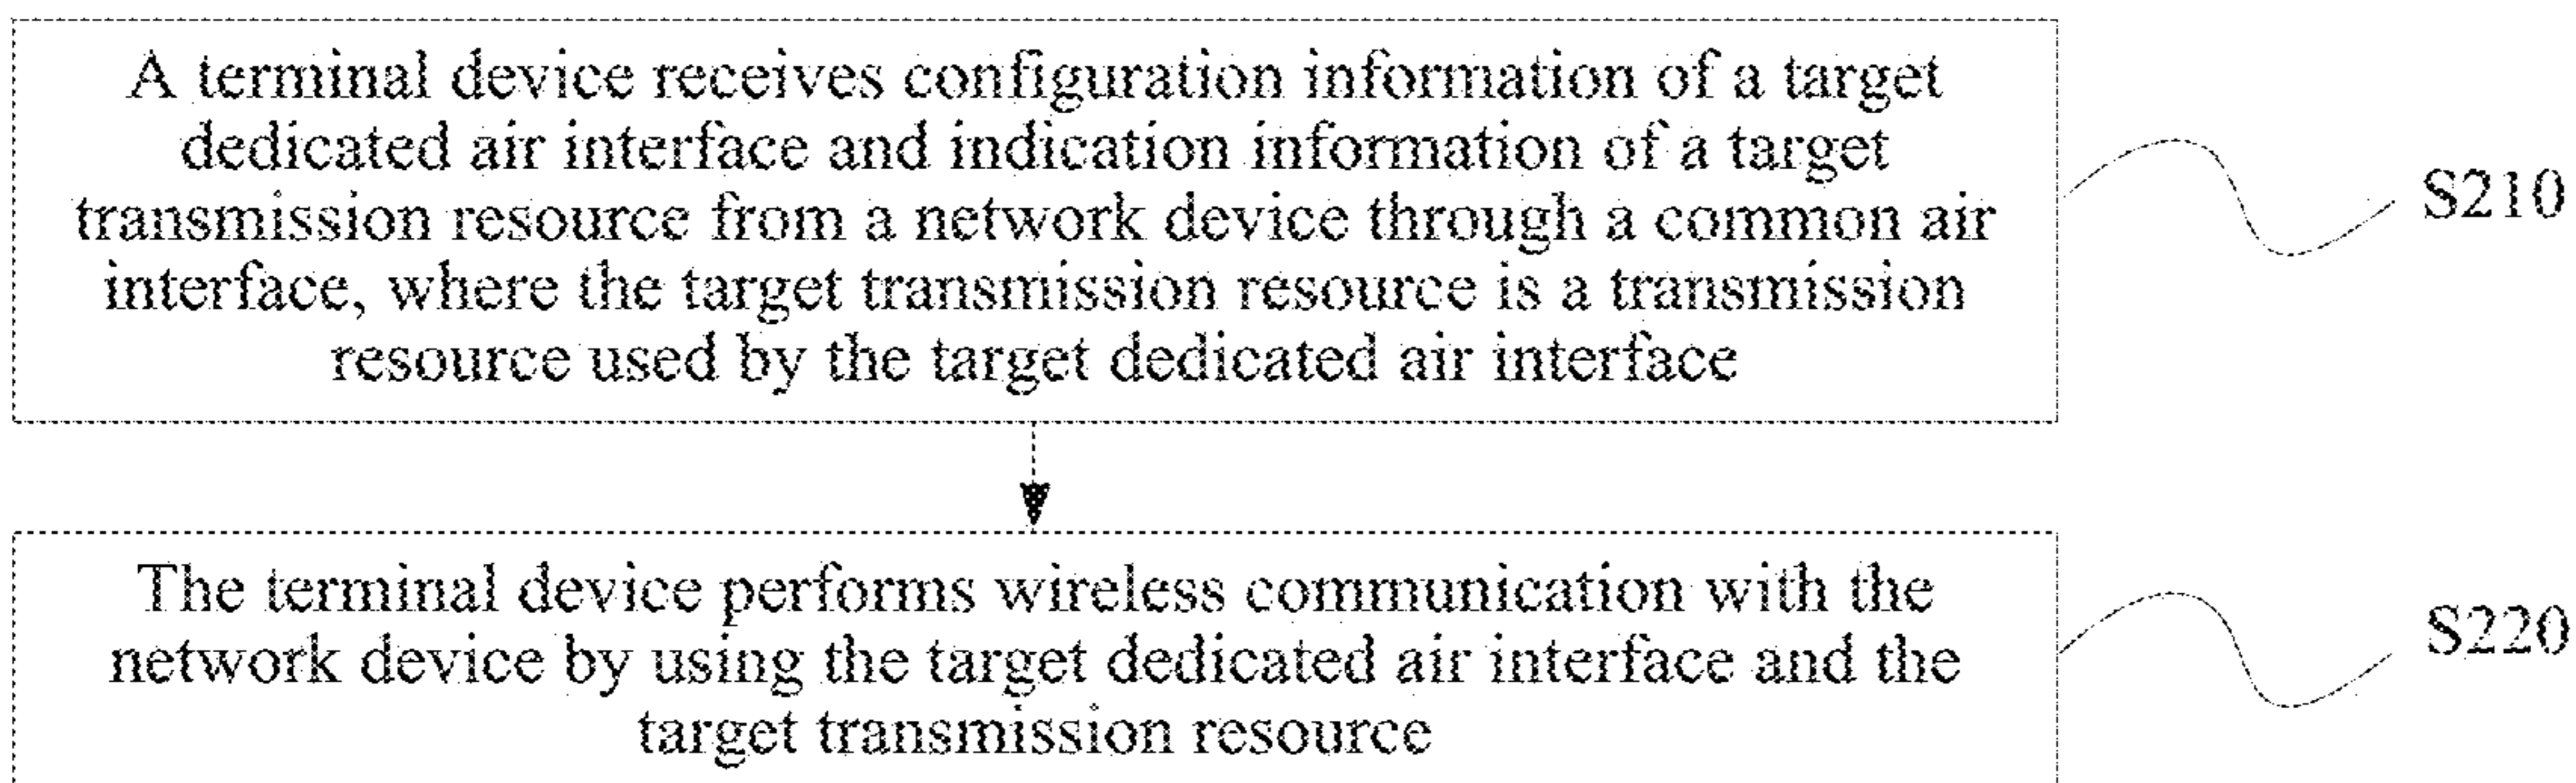 A terminal device receives configuration information of a target
dedicated air interface and indication information of a target
transmission resource from a network device through a common air
interface, where the target transmission resource is a transmission
resource used by the target dedicated air interface
S210
The terminal device performs wireless communication with the
network device by using the target dedicated air interface and the
target transmission resource
S220